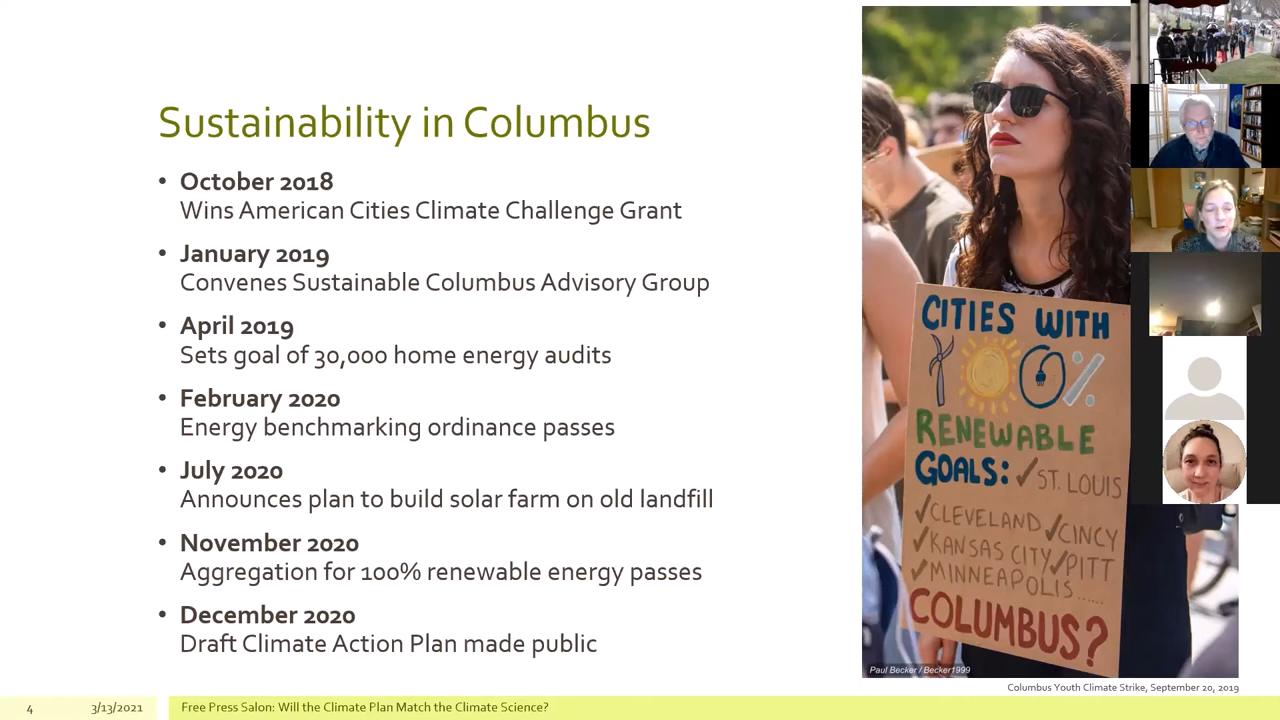 Sustainability in Columbus
• October 2018
Wins American Cities Climate Challenge Grant
• January 2019
Convenes Sustainable Columbus Advisory Group
• April 2019
Sets goal of 30,000 home energy audits
• February 2020
Energy benchmarking ordinance passes
• July 2020
Announces plan to build solar farm on old landfill
• November 2020
Aggregation for 100% renewable energy passes
• December 2020
Draft Climate Action Plan made public
CITIES WITH
100%
RENEWABLE
GOALS: ✓ST. LOUIS
✓CLEVELAND ✓CINCY
✓KANSAS CITY ✓PITT
✓MINNEAPOLIS......
COLUMBUS?
Paul Becker / Becker1999
Columbus Youth Climate Strike, September 20, 2019
4 3/13/2021 Free Press Salon: Will the Climate Plan Match the Climate Science?